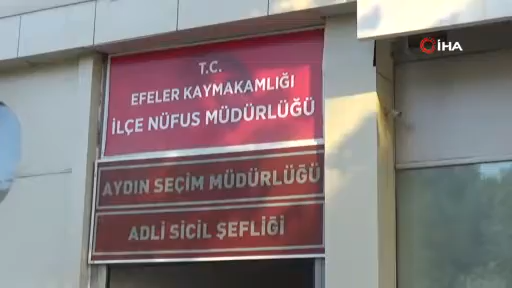 İHA
T.C.
EFELER KAYMAKAMLIĞI
İLÇE NÜFUS MÜDÜRLÜĞÜ
AYDIN SEÇİM MÜDÜRLÜĞÜ
ADLİ SİCİL ŞEFLİĞİ